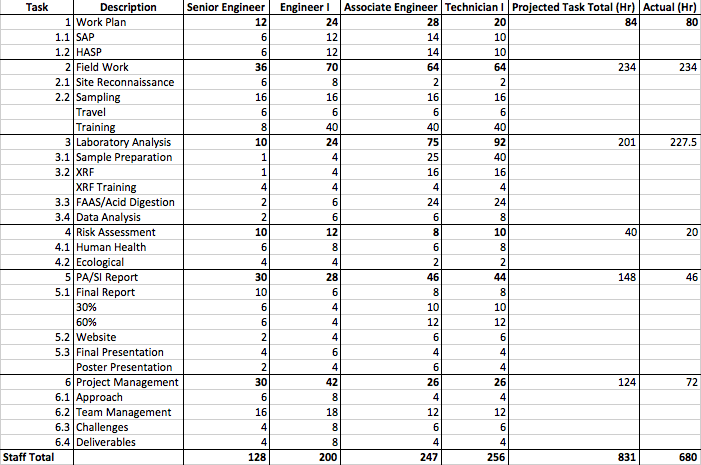 Task Description Senior Engineer Engineer I Associate Engineer Technician I Projected Task Total (Hr) Actual (Hr)
1 Work Plan 12 24 28 20 84 80
1.1 SAP 6 12 14 10
1.2 HASP 6 12 14 10
2 Field Work 36 70 64 64 234 234
2.1 Site Reconnaissance 6 8 2 2
2.2 Sampling 16 16 16 16
Travel 6 6 6 6
Training 8 40 40 40
3 Laboratory Analysis 10 24 75 92 201 227.5
3.1 Sample Preparation 1 4 25 40
3.2 XRF 1 4 16 16
XRF Training 4 4 4 4
3.3 FAAS/Acid Digestion 2 6 24 24
3.4 Data Analysis 2 6 6 8
4 Risk Assessment 10 12 8 10 40 20
4.1 Human Health 6 8 6 8
4.2 Ecological 4 4 2 2
5 PA/SI Report 30 28 46 44 148 46
5.1 Final Report 10 6 8 8
30% 6 4 10 10
60% 6 4 12 12
5.2 Website 2 4 6 6
5.3 Final Presentation 4 6 4 4
Poster Presentation 2 4 6 4
6 Project Management 30 42 26 26 124 72
6.1 Approach 6 8 4 4
6.2 Team Management 16 18 12 12
6.3 Challenges 4 8 6 6
6.4 Deliverables 4 8 4 4
Staff Total 128 200 247 256 831 680